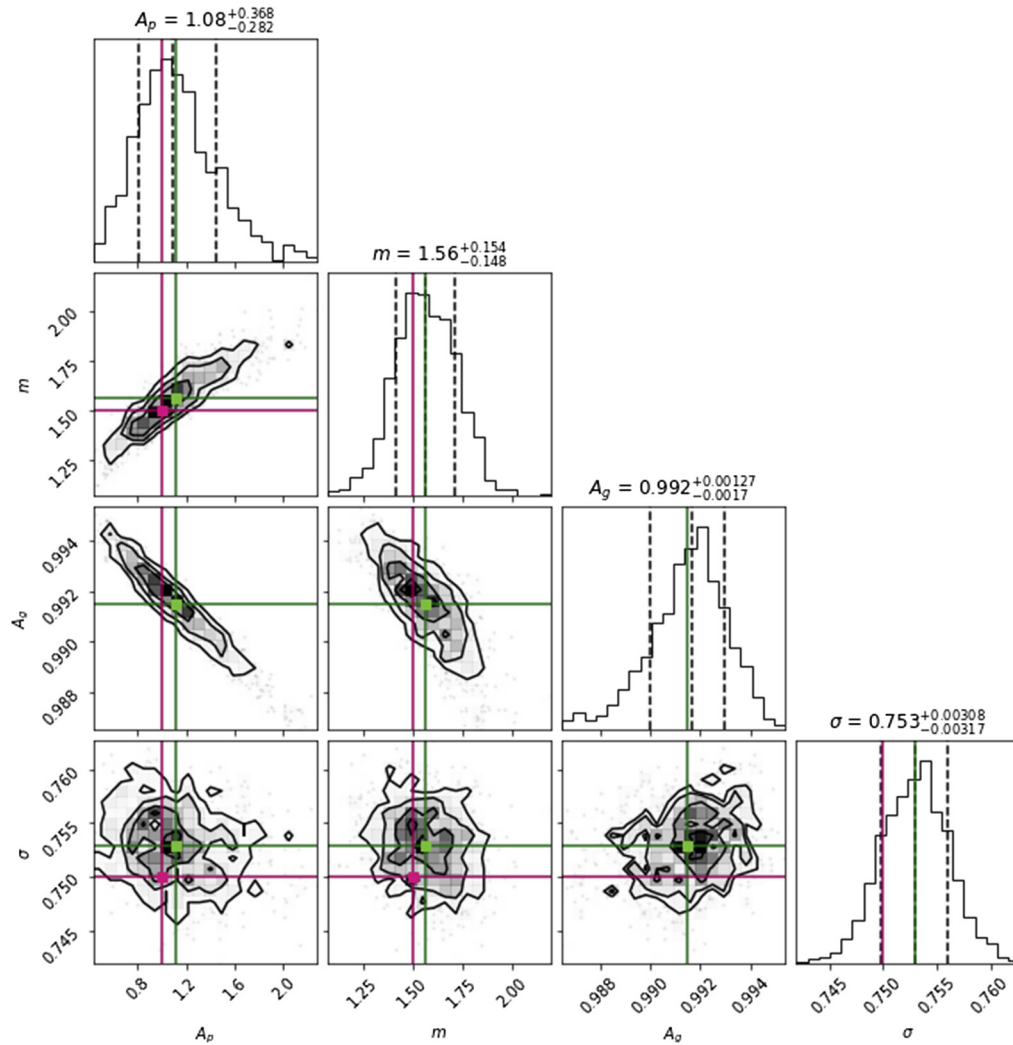 A_p = 1.08^{+0.368}_{-0.282}
m = 1.56^{+0.154}_{-0.148}
m
2.00
1.75
1.50
1.25
A_g = 0.992^{+0.00127}_{-0.0017}
A_g
0.994
0.992
0.990
0.988
σ = 0.753^{+0.00308}_{-0.00317}
σ
0.760
0.755
0.750
0.745
0.8 1.2 1.6 2.0 1.25 1.50 1.75 2.00 0.988 0.990 0.992 0.994 0.745 0.750 0.755 0.760
A_p m A_g σ